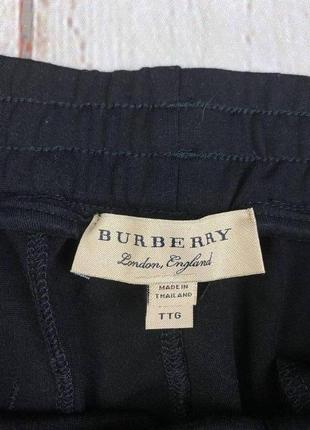 BURBERRY
London, England
MADE IN
THAILAND
TTG